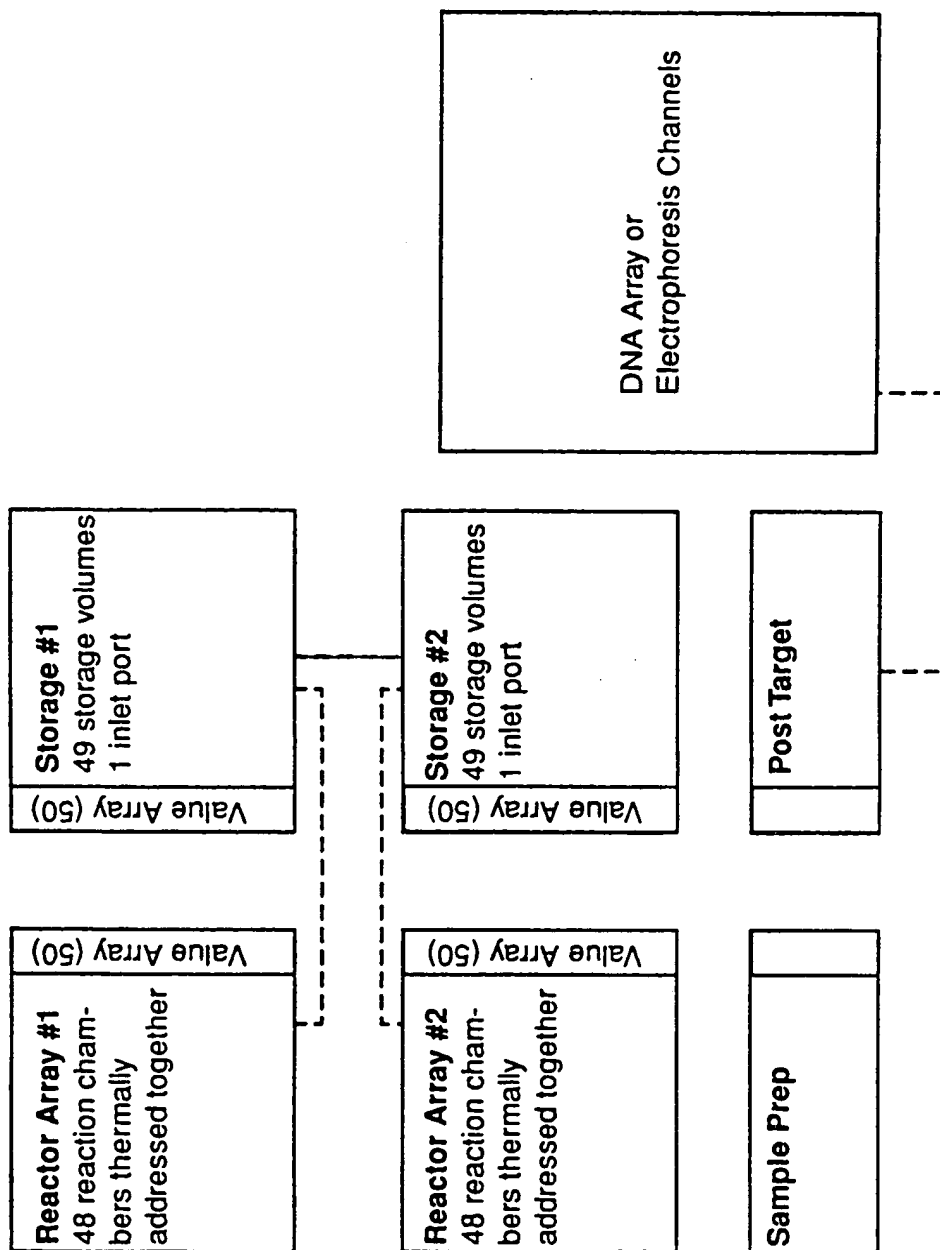 Reactor Array #1
48 reaction cham-
bers thermally
addressed together
Value Array (50)
Storage #1
49 storage volumes
1 inlet port
Value Array (50)
Reactor Array #2
48 reaction cham-
bers thermally
addressed together
Value Array (50)
Storage #2
49 storage volumes
1 inlet port
Value Array (50)
Sample Prep
Post Target
DNA Array or
Electrophoresis Channels